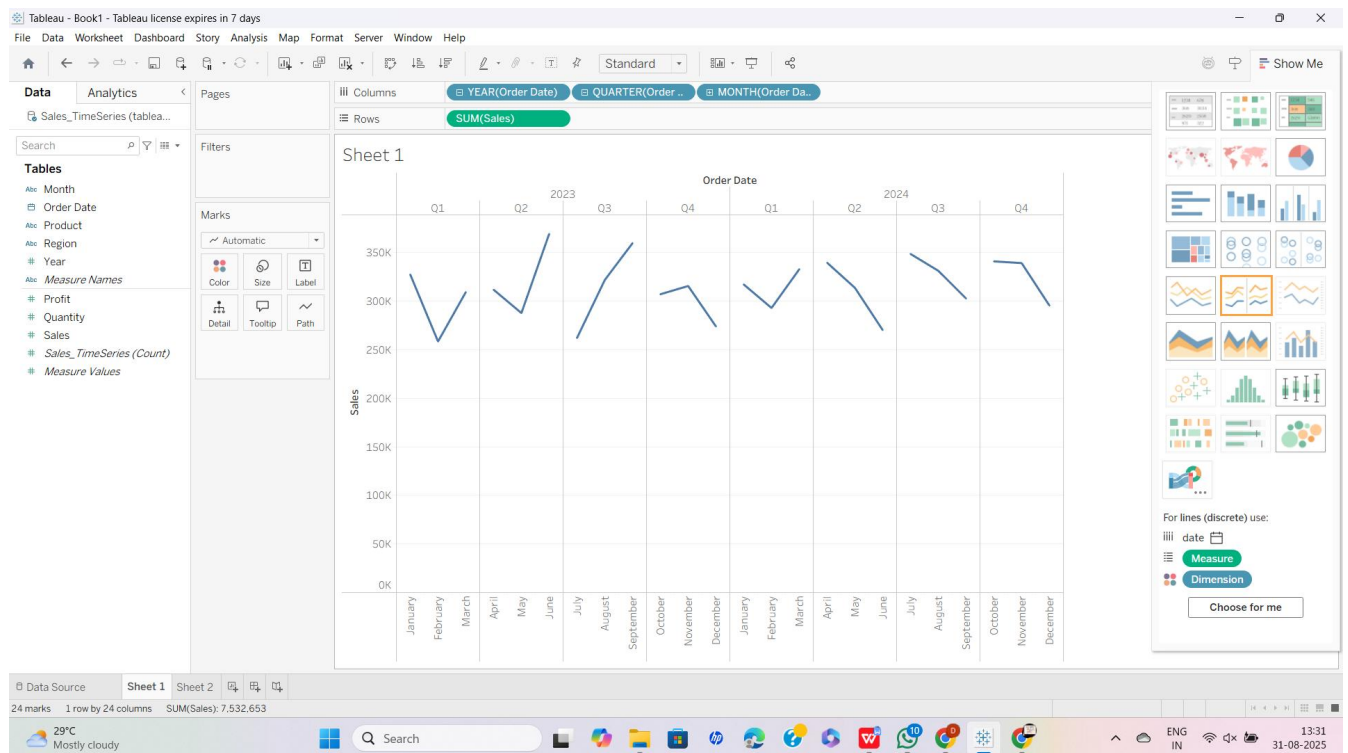 Tableau - Book1 - Tableau license expires in 7 days
File Data Worksheet Dashboard Story Analysis Map Format Server Window Help
Standard
Show Me
Data Analytics
Sales_TimeSeries (tablea...
Search
Tables
Abc Month
Order Date
Abc Product
Abc Region
# Year
Abc Measure Names
# Profit
# Quantity
# Sales
# Sales_TimeSeries (Count)
# Measure Values
Pages
Filters
Marks
Automatic
Color Size Label
Detail Tooltip Path
Columns YEAR(Order Date) QUARTER(Order .. MONTH(Order Da..
Rows SUM(Sales)
Sheet 1
Order Date
2023 2024
Q1 Q2 Q3 Q4 Q1 Q2 Q3 Q4
350K
300K
250K
200K
150K
100K
50K
0K
Sales
January February March April May June July August September October November December January February March April May June July August September October November December
For lines (discrete) use:
date
Measure
Dimension
Choose for me
Data Source Sheet 1 Sheet 2
24 marks 1 row by 24 columns SUM(Sales): 7,532,653
29°C
Mostly cloudy
Search
10
ENG
IN
13:31
31-08-2025